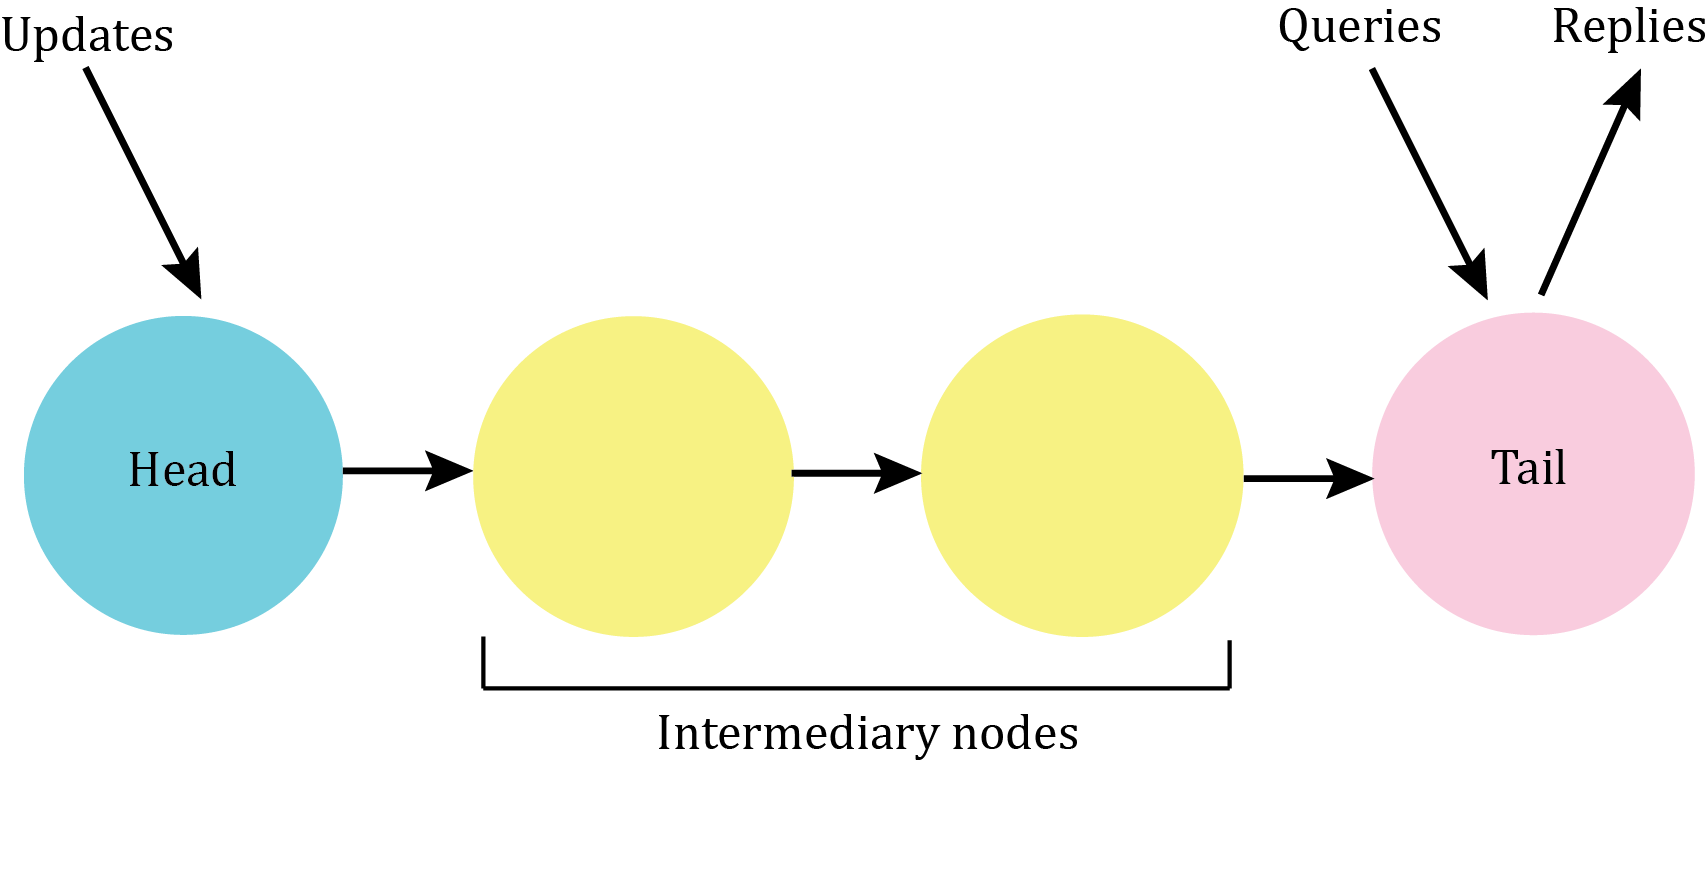 Updates
Queries
Replies
Head
Tail
Intermediary nodes